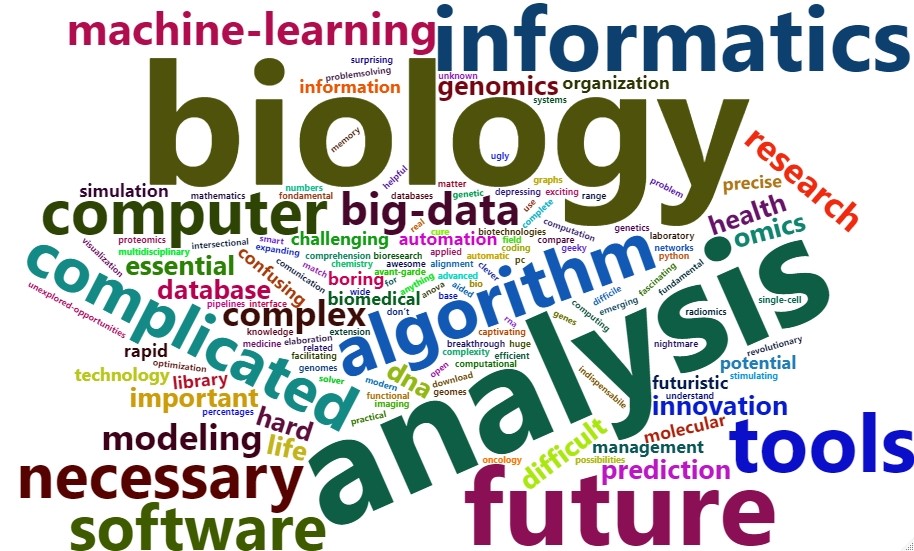 machine-learning
informatics
surprising
problemsolving
unknown
information
genomics
organization
systems
biology
memory
ugly
research
helpful
simulation
mathematics
numbers
fundamental
databases
matter
genetic
depressing
graphs
exciting
range
problem
precise
computer
big-data
use
complete
computation
health
omics
real
cure
biotechnologies
genetics
laboratory
proteomics
intersectional
smart
challenging
automation
field
compare
networks
multidisciplinary
expanding
coding
geeky
python
visualization
comprehension
bioresearch
applied
automatic
pc
essential
confusing
comunication
chemistry
awesome
alignment
clever
algorithm
match
avant-garde
advanced
fascinating
fundamental
boring
for
anything
bio
database
wide
anova
aided
difficile
complicated
unexplored-opportunities
pipelines
interface
biomedical
base
emerging
single-cell
complex
don't
rna
genes
computing
radiomics
analysis
knowledge
extension
captivating
medicine
elaboration
related
breakthrough
huge
nightmare
revolutionary
rapid
facilitating
complexity
efficient
optimization
genomes
open
computational
potential
technology
library
solver
modern
dna
download
indispensabile
futuristic
stimulating
important
functional
geomes
understand
percentages
imaging
innovation
hard
practical
modeling
life
difficult
molecular
tools
management
necessary
oncology
possibilities
prediction
future
software